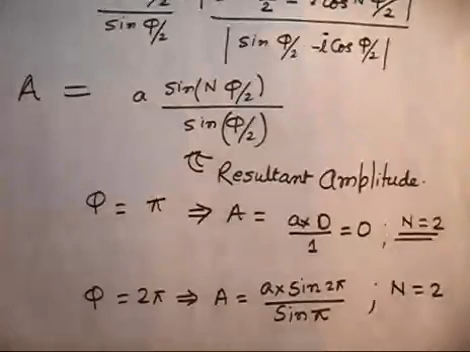 sin Φ/2 | sin Φ/2 - i cos Φ/2 |
A = a sin(N Φ/2) / sin(Φ/2)
Resultant Amplitude.
Φ = π ⇒ A = a×0 / 1 = 0 ; N=2
Φ = 2π ⇒ A = a×sin 2π / sin π ; N=2